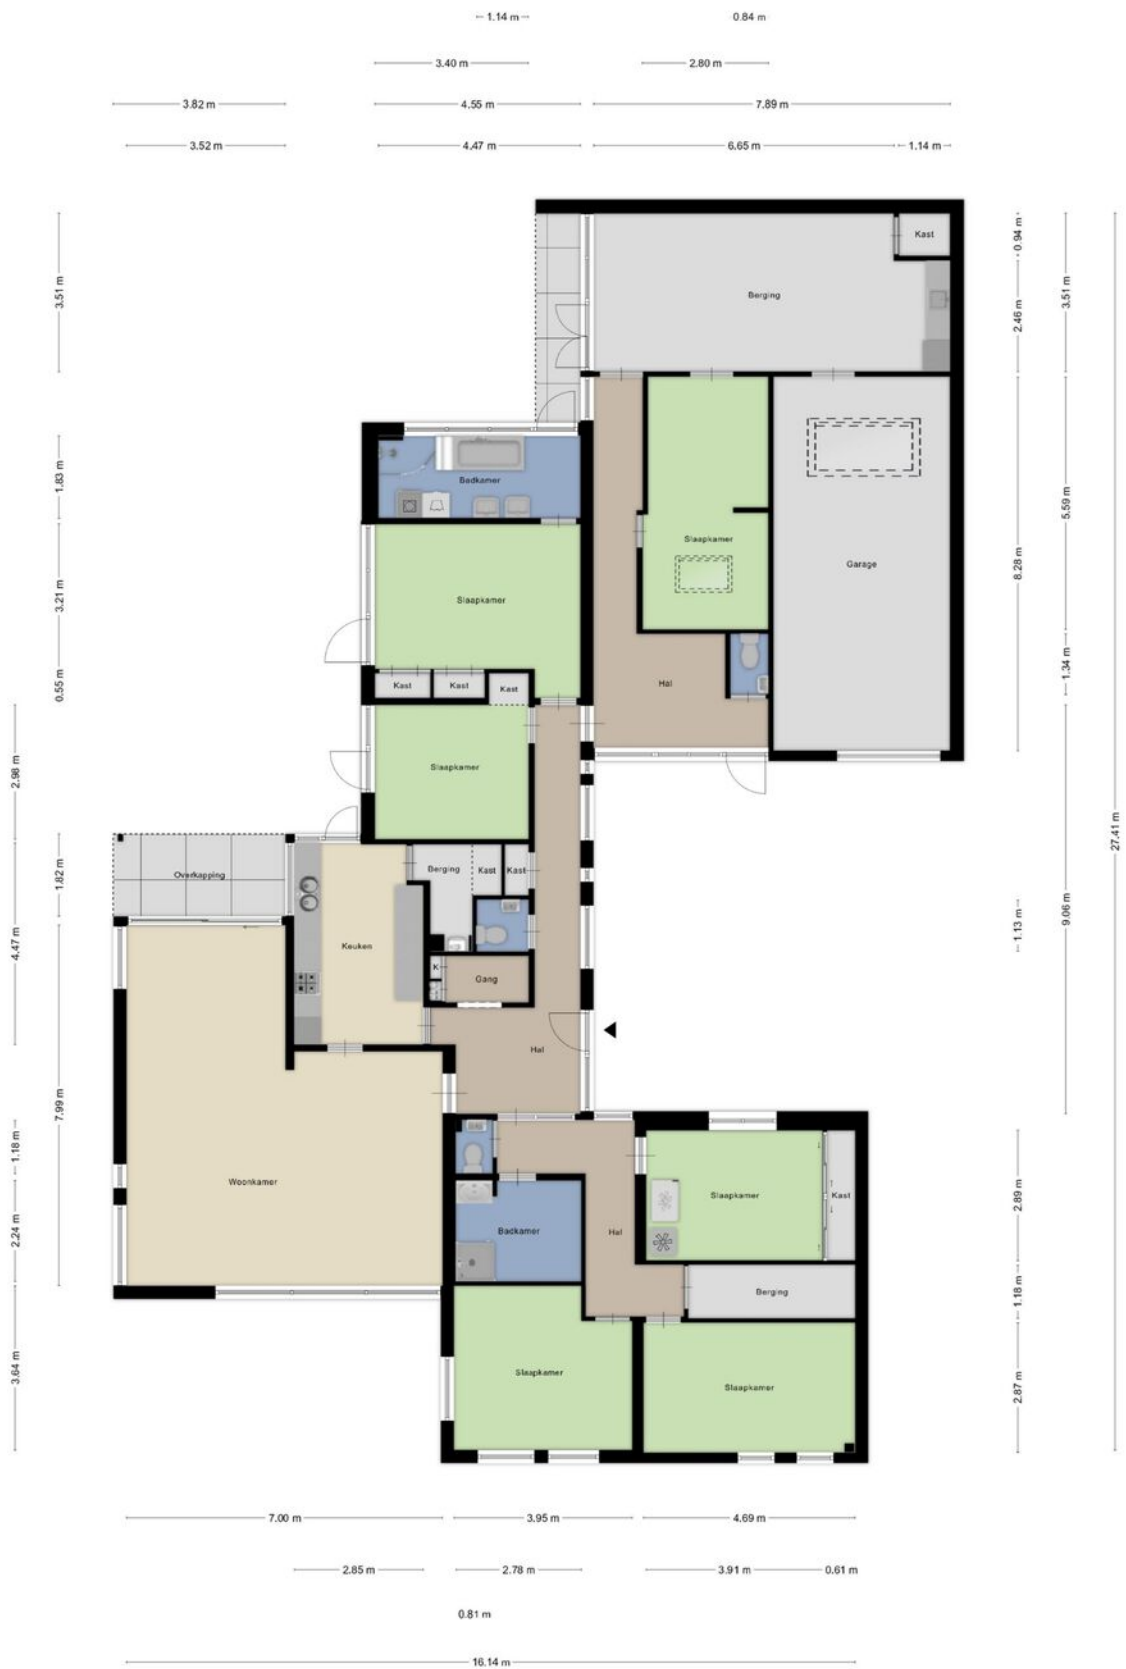 1.14 m
0.84 m
3.40 m
2.80 m
3.82 m
4.55 m
7.89 m
3.52 m
4.47 m
6.65 m
1.14 m
3.51 m
0.94 m
2.46 m
3.51 m
Kast
Berging
1.83 m
Badkamer
Slaapkamer
Garage
5.59 m
8.28 m
3.21 m
Slaapkamer
0.55 m
Kast
Kast
Kast
Hal
1.34 m
2.98 m
Slaapkamer
27.41 m
1.82 m
Overkapping
Berging
Kast
Kast
4.47 m
Keuken
1.13 m
9.06 m
K
Gang
Hal
7.99 m
1.18 m
Woonkamer
Slaapkamer
Kast
2.89 m
2.24 m
Badkamer
Hal
Berging
1.18 m
3.64 m
Slaapkamer
Slaapkamer
2.87 m
7.00 m
3.95 m
4.69 m
2.85 m
2.78 m
3.91 m
0.61 m
0.81 m
16.14 m